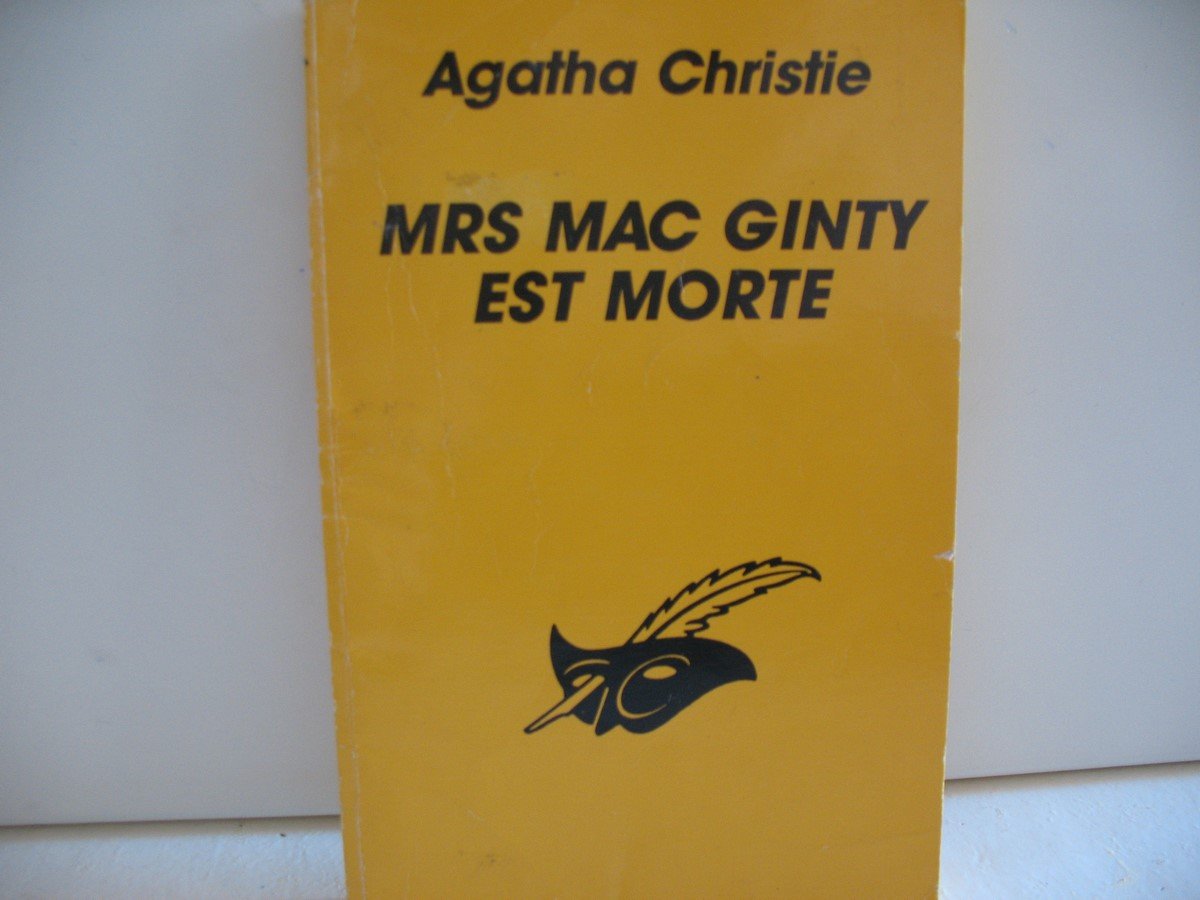 Agatha Christie
MRS MAC GINTY
EST MORTE